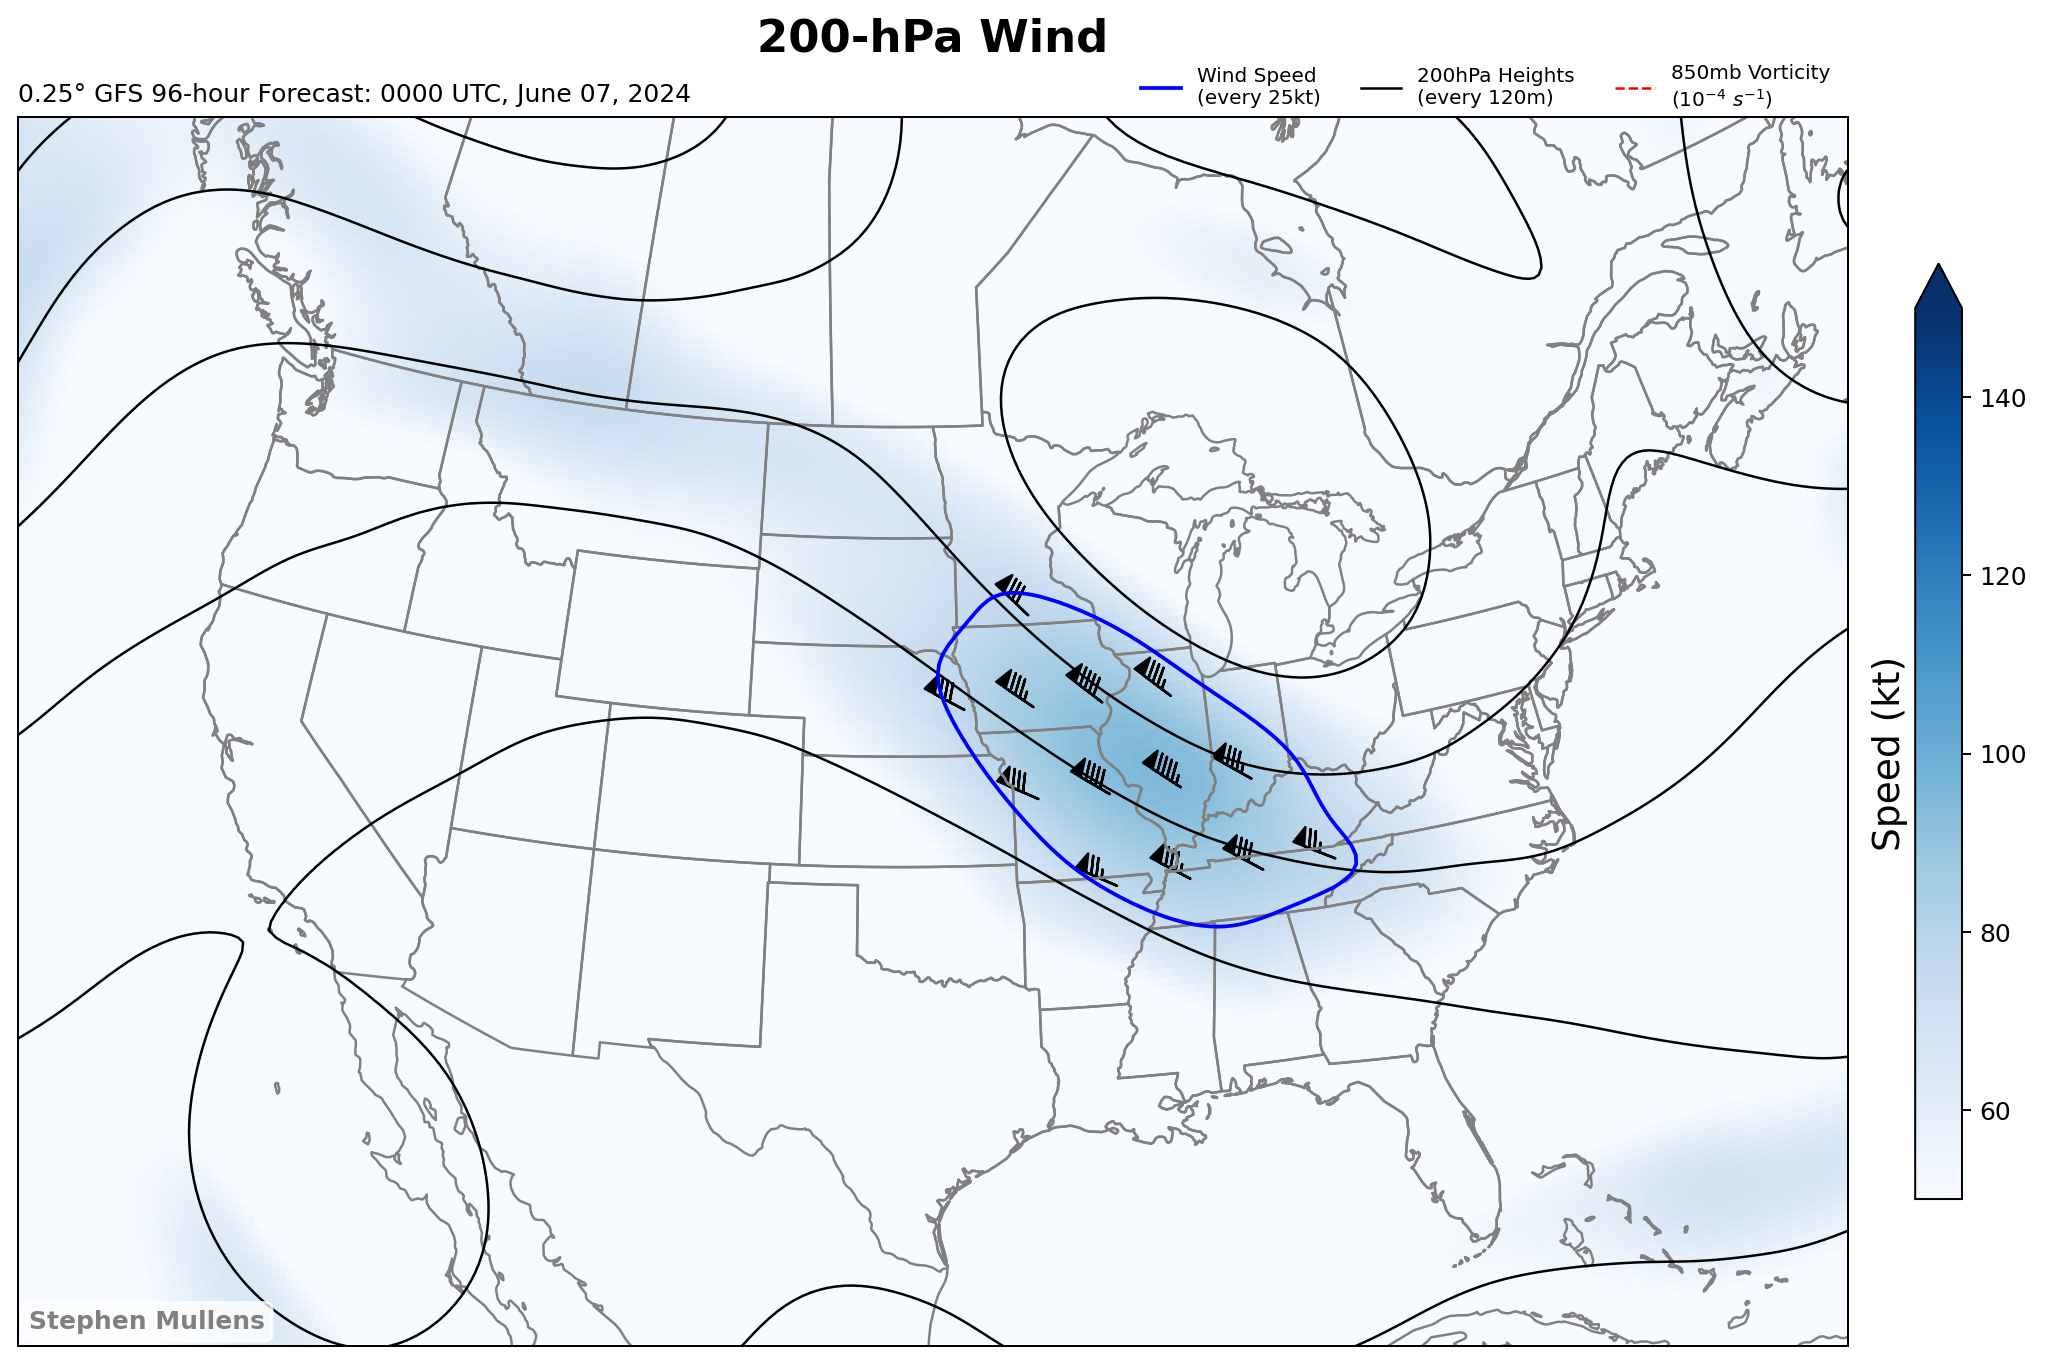 200-hPa Wind
0.25° GFS 96-hour Forecast: 0000 UTC, June 07, 2024
Wind Speed
(every 25kt)
200hPa Heights
(every 120m)
850mb Vorticity
(10⁻⁴ s⁻¹)
140
120
100
80
60
Speed (kt)
Stephen Mullens